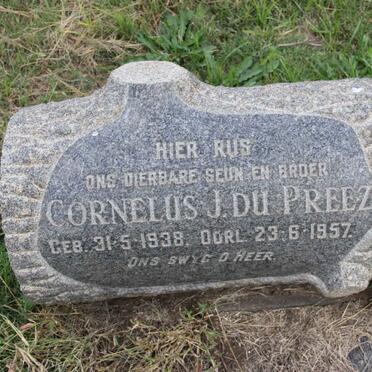 HIER RUS
ONS DIERBARE SEUN EN BROER
CORNELUS J. DU PREEZ
GEB. 31-5-1938. OORL. 23-6-1957.
ONS SWYG O HEER.